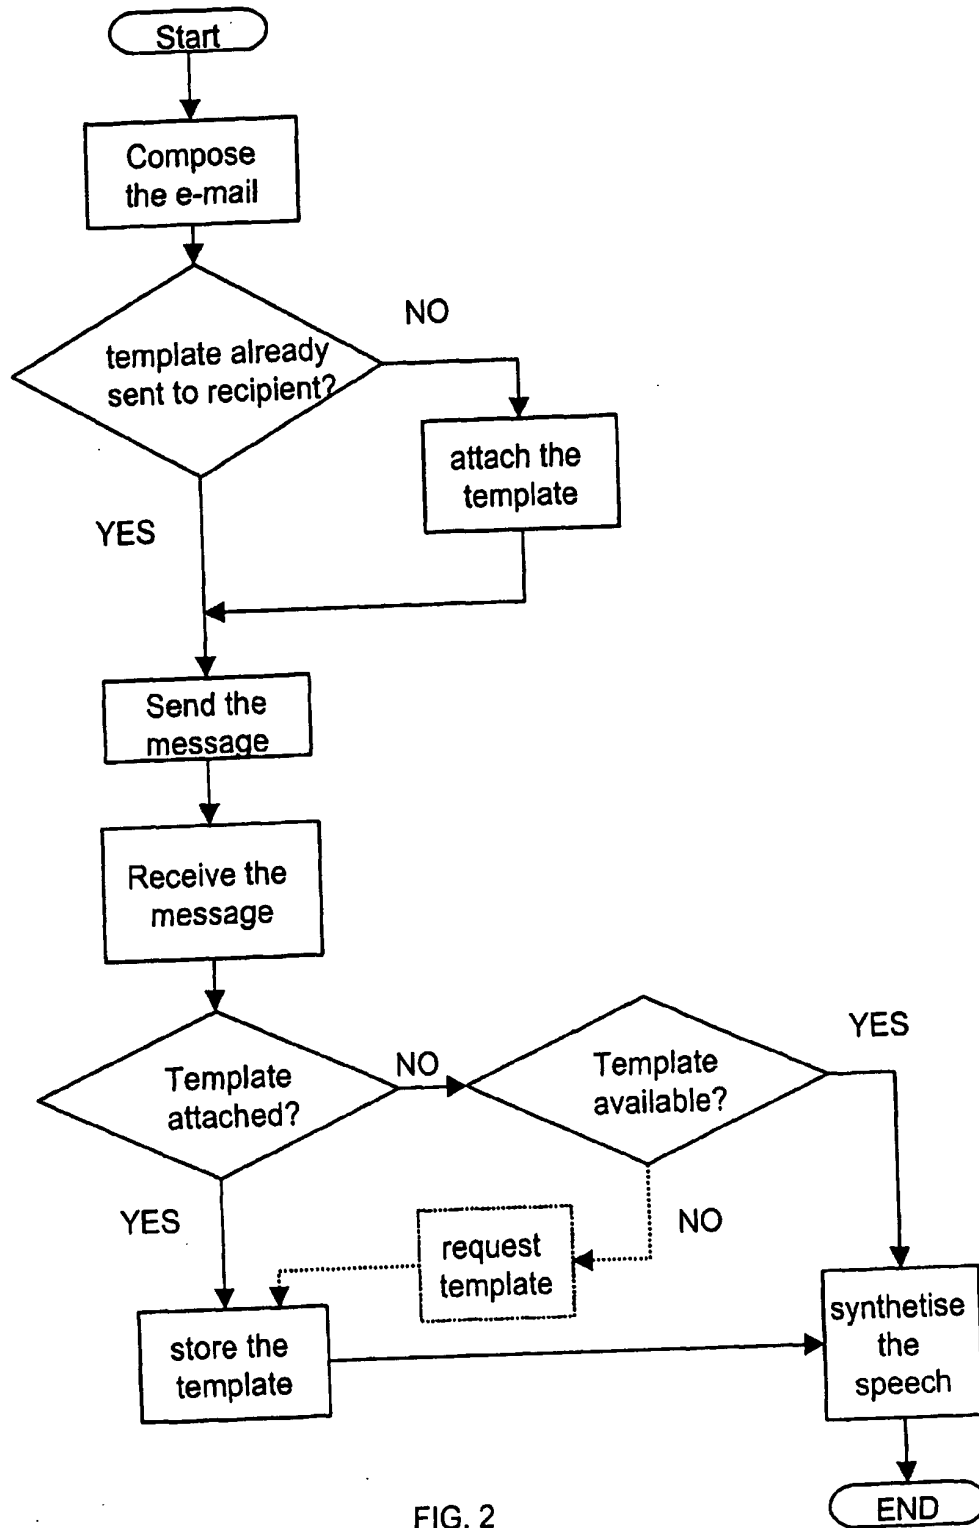 Start
Compose
the e-mail
NO
template already
sent to recipient?
attach the
template
YES
Send the
message
Receive the
message
YES
NO
Template
attached?
Template
available?
YES
NO
request
template
synthetise
the
speech
store the
template
END
FIG. 2